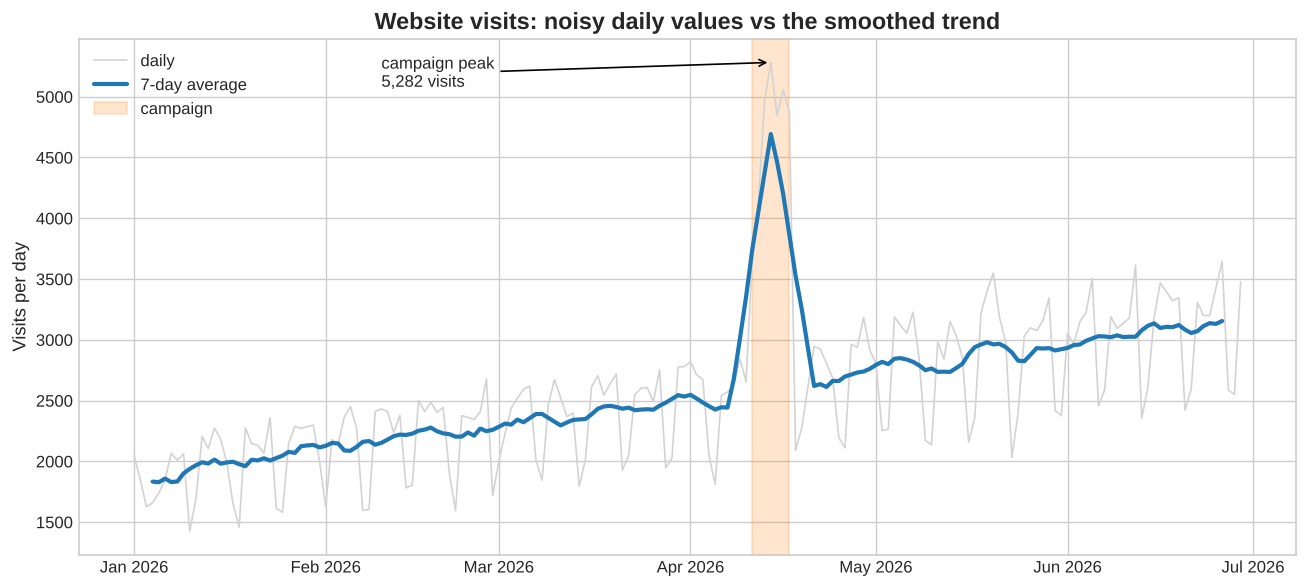 Website visits: noisy daily values vs the smoothed trend
daily
7-day average
campaign
campaign peak
5,282 visits
Visits per day
5000
4500
4000
3500
3000
2500
2000
1500
Jan 2026
Feb 2026
Mar 2026
Apr 2026
May 2026
Jun 2026
Jul 2026